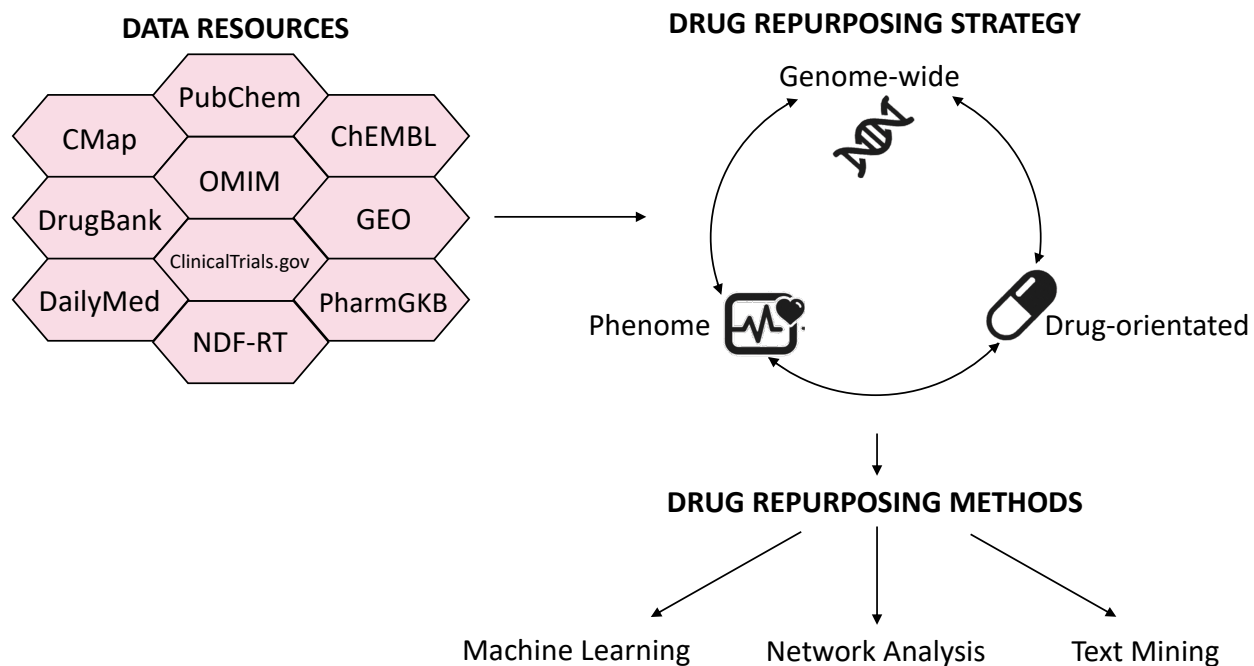 DATA RESOURCES
PubChem
CMap
ChEMBL
OMIM
DrugBank
GEO
ClinicalTrials.gov
DailyMed
PharmGKB
NDF-RT
DRUG REPURPOSING STRATEGY
Genome-wide
Phenome
Drug-orientated
DRUG REPURPOSING METHODS
Machine Learning
Network Analysis
Text Mining